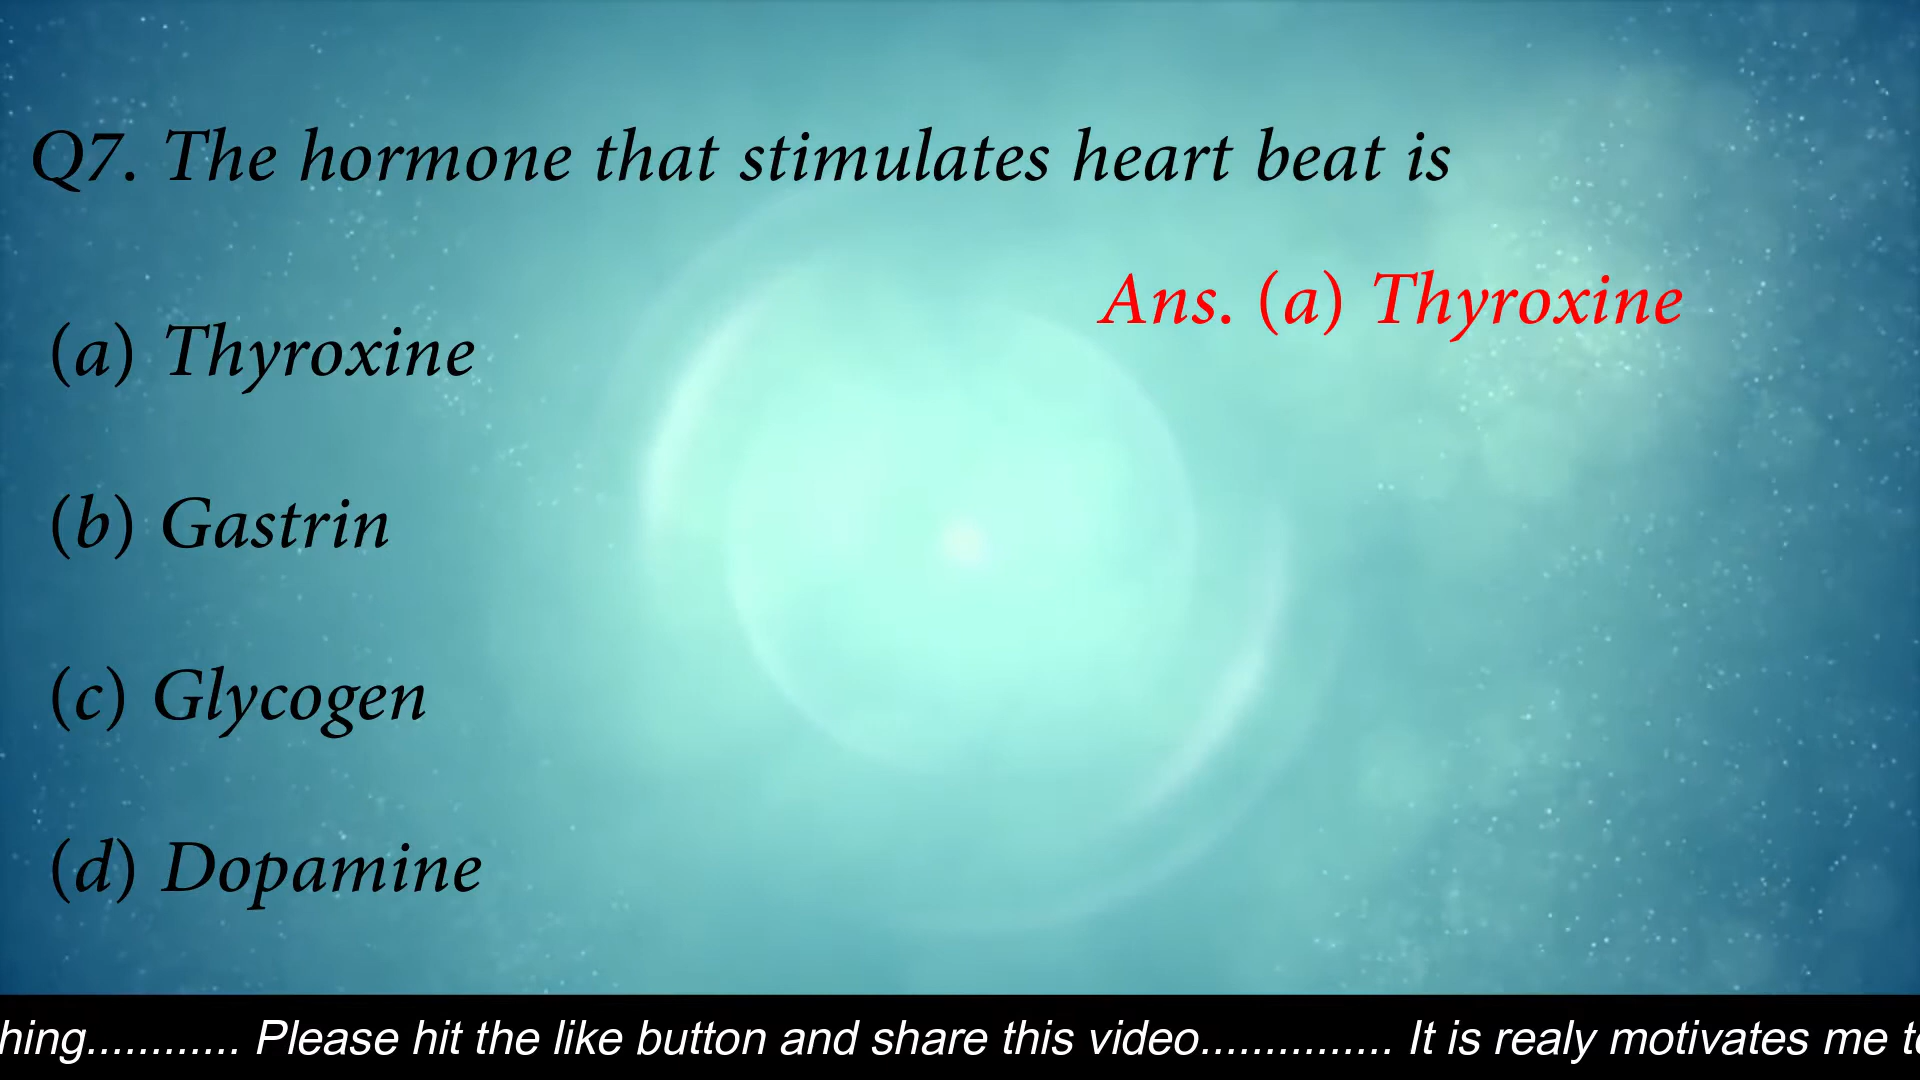 Q7. The hormone that stimulates heart beat is
Ans. (a) Thyroxine
(a) Thyroxine
(b) Gastrin
(c) Glycogen
(d) Dopamine
hing............ Please hit the like button and share this video............... It is realy motivates me t